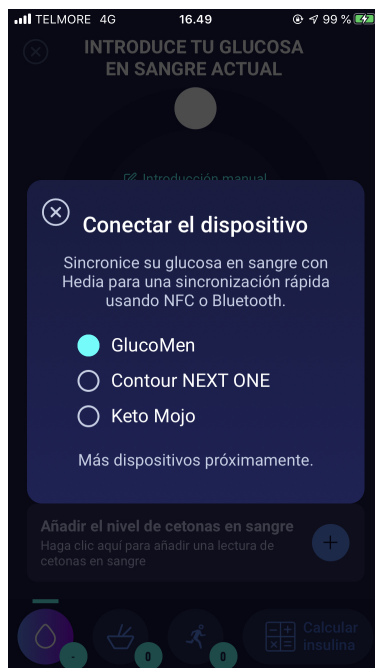 TELMORE 4G 16.49 99 %
INTRODUCE TU GLUCOSA
EN SANGRE ACTUAL
Introducción manual
Conectar el dispositivo
Sincronice su glucosa en sangre con
Hedia para una sincronización rápida
usando NFC o Bluetooth.
GlucoMen
Contour NEXT ONE
Keto Mojo
Más dispositivos próximamente.
Añadir el nivel de cetonas en sangre
Haga clic aquí para añadir una lectura de
cetonas en sangre
- 0 0
Calcular
insulina